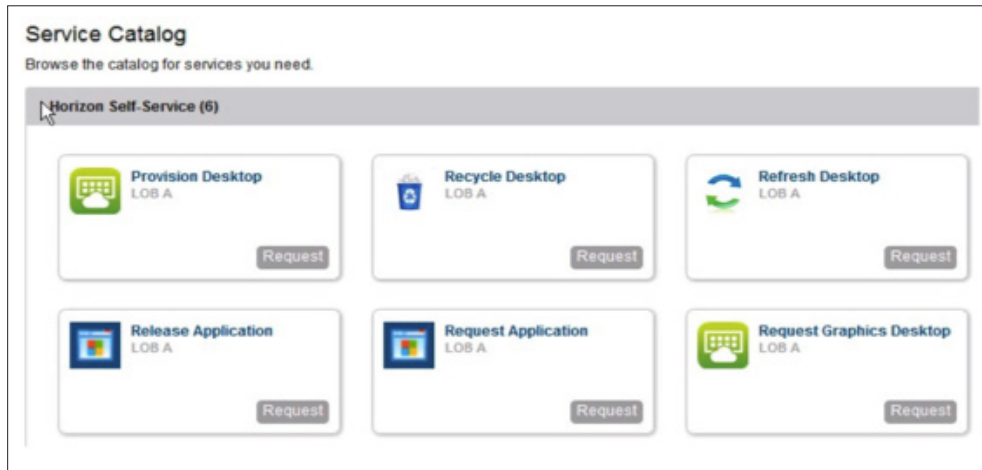 Service Catalog
Browse the catalog for services you need.
Horizon Self-Service (6)
Provision Desktop
LOB A
Request
Recycle Desktop
LOB A
Request
Refresh Desktop
LOB A
Request
Release Application
LOB A
Request
Request Application
LOB A
Request
Request Graphics Desktop
LOB A
Request